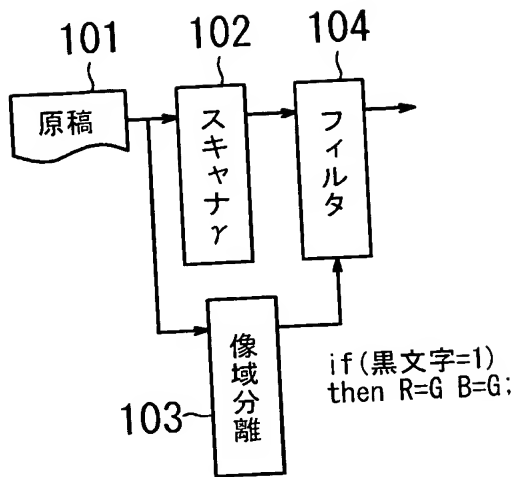 101
102
104
原稿
スキャナγ
フィルタ
像域分離
103
if(黒文字=1)
then R=G B=G;